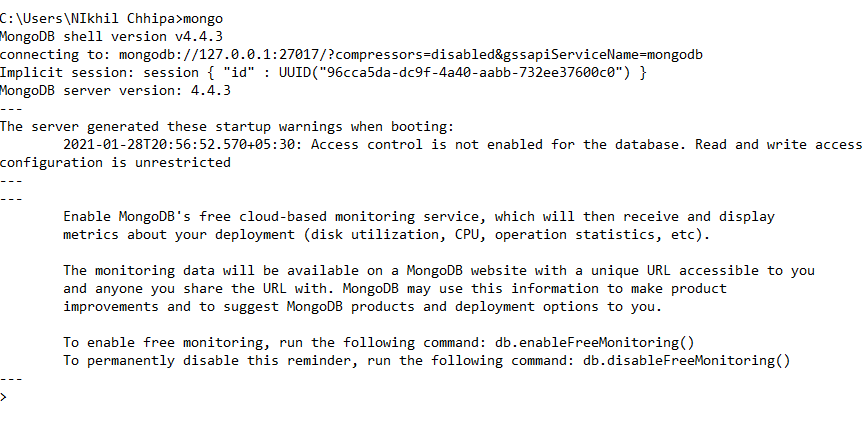 C:\Users\NIkhil Chhipa>mongo
MongoDB shell version v4.4.3
connecting to: mongodb://127.0.0.1:27017/?compressors=disabled&gssapiServiceName=mongodb
Implicit session: session { "id" : UUID("96cca5da-dc9f-4a40-aabb-732ee37600c0") }
MongoDB server version: 4.4.3
---
The server generated these startup warnings when booting:
        2021-01-28T20:56:52.570+05:30: Access control is not enabled for the database. Read and write access
configuration is unrestricted
---
---
        Enable MongoDB's free cloud-based monitoring service, which will then receive and display
        metrics about your deployment (disk utilization, CPU, operation statistics, etc).

        The monitoring data will be available on a MongoDB website with a unique URL accessible to you
        and anyone you share the URL with. MongoDB may use this information to make product
        improvements and to suggest MongoDB products and deployment options to you.

        To enable free monitoring, run the following command: db.enableFreeMonitoring()
        To permanently disable this reminder, run the following command: db.disableFreeMonitoring()
---
>